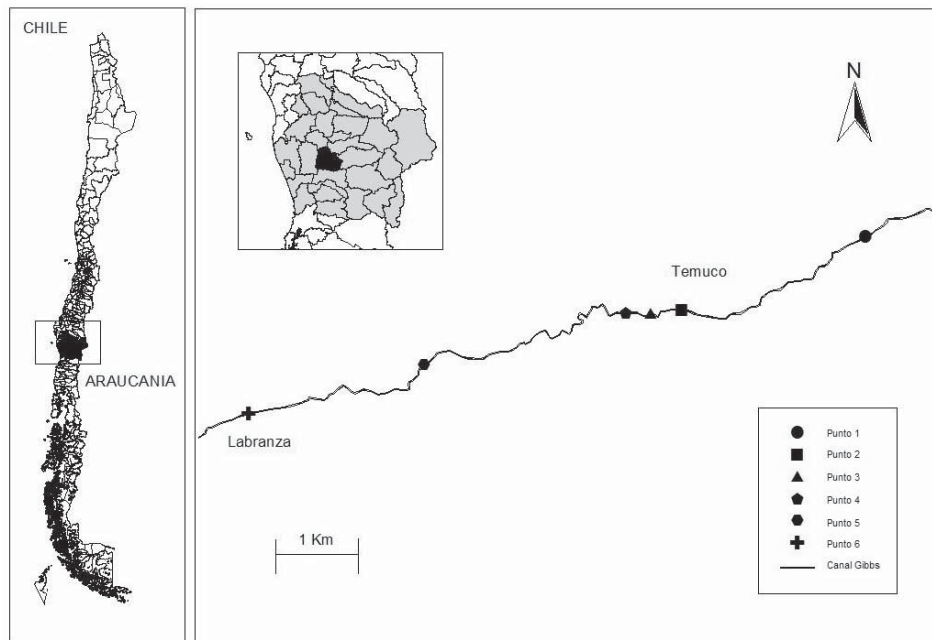 CHILE
ARAUCANIA
N
Temuco
Labranza
1 Km
Punto 1
Punto 2
Punto 3
Punto 4
Punto 5
Punto 6
Canal Gibbs